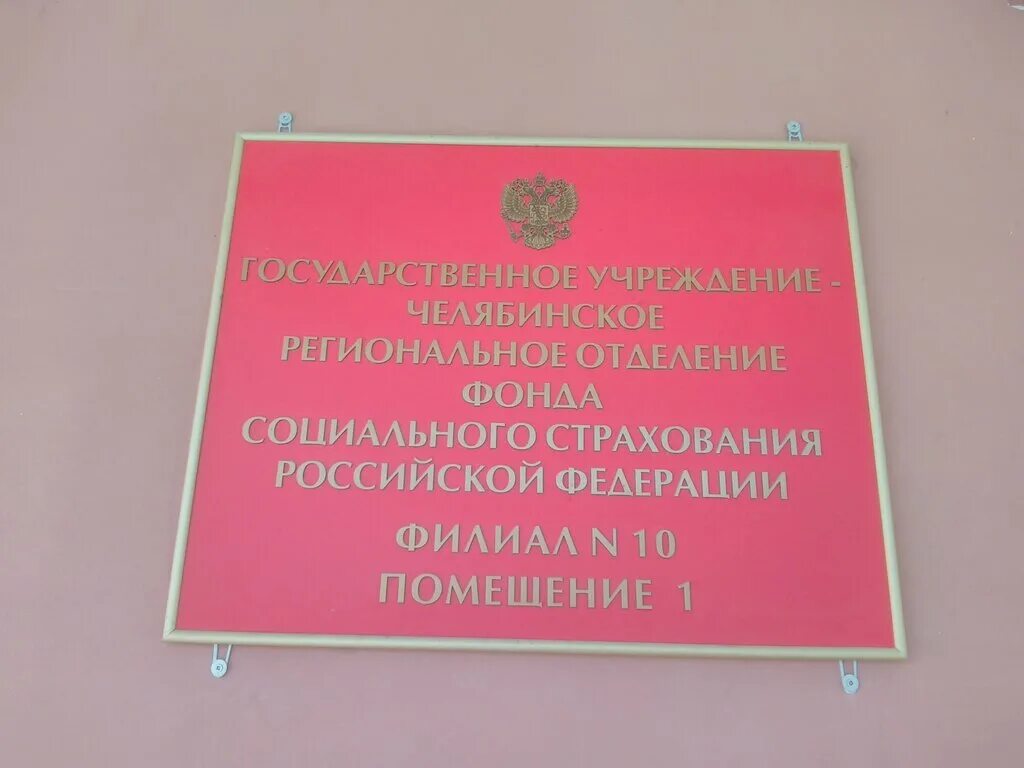 ГОСУДАРСТВЕННОЕ УЧРЕЖДЕНИЕ -
ЧЕЛЯБИНСКОЕ
РЕГИОНАЛЬНОЕ ОТДЕЛЕНИЕ
ФОНДА
СОЦИАЛЬНОГО СТРАХОВАНИЯ
РОССИЙСКОЙ ФЕДЕРАЦИИ
ФИЛИАЛ N 10
ПОМЕЩЕНИЕ 1